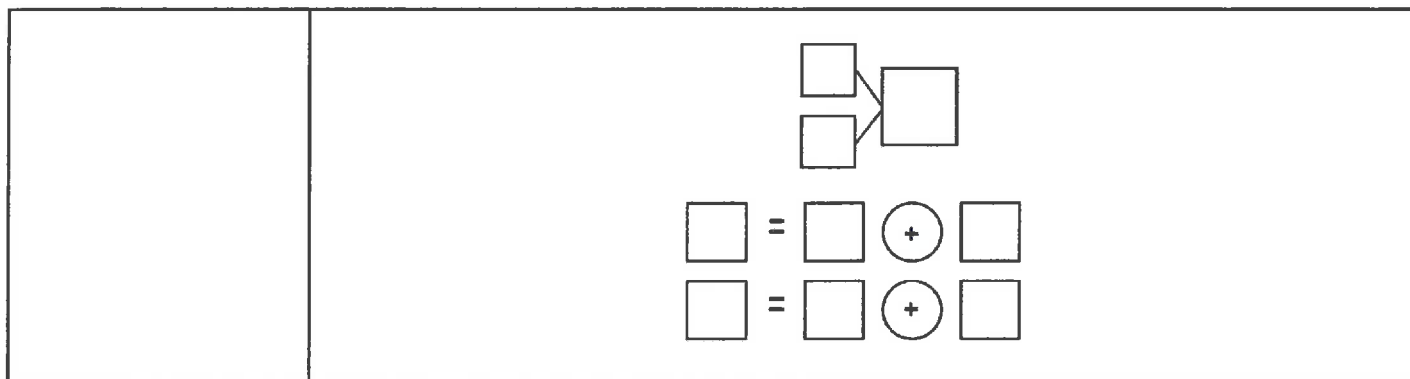 = +
= +